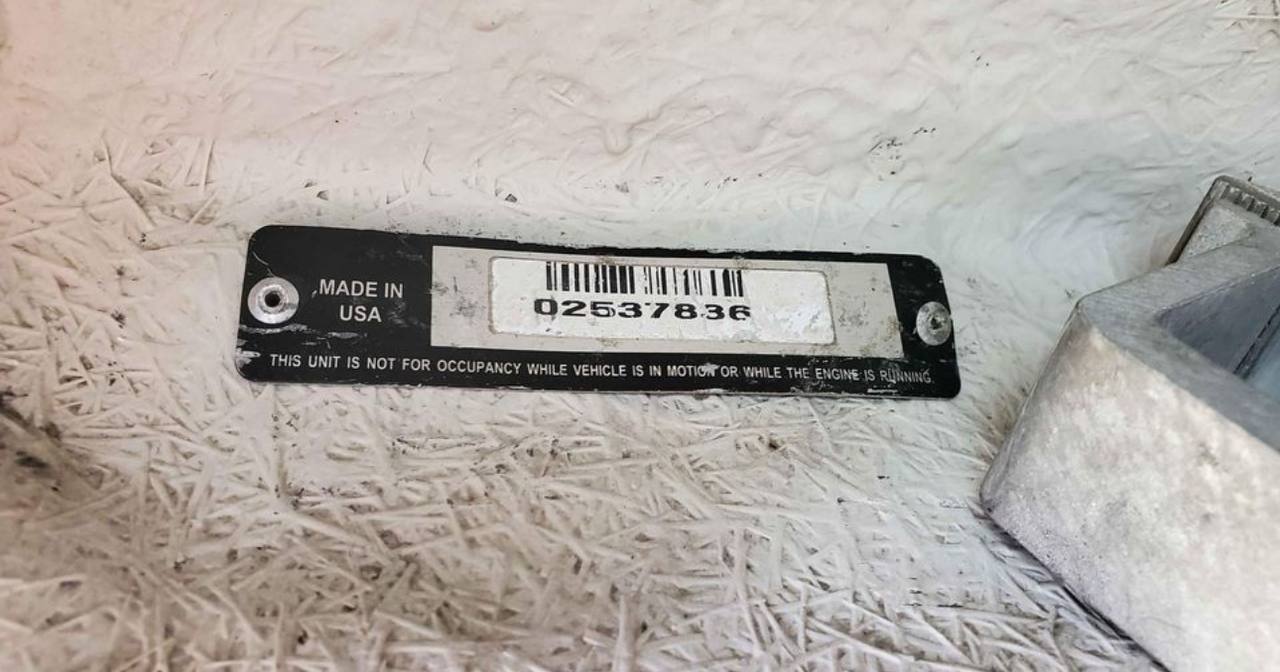 MADE IN
USA
02537836
THIS UNIT IS NOT FOR OCCUPANCY WHILE VEHICLE IS IN MOTION OR WHILE THE ENGINE IS RUNNING.